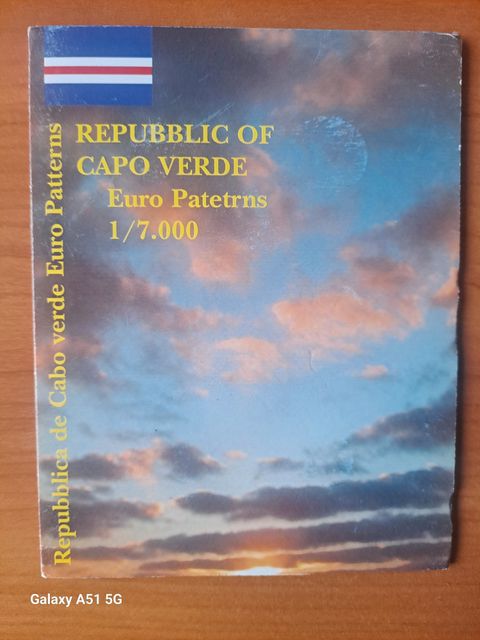 REPUBBLIC OF
CAPO VERDE
Euro Patetrns
1/7.000
Repubblica de Cabo verde Euro Patterns
Galaxy A51 5G